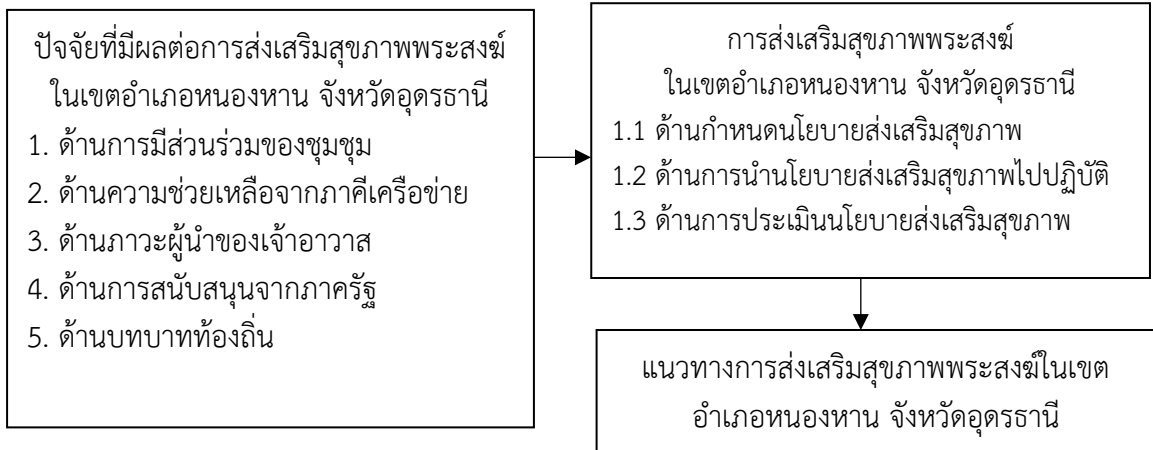 ปัจจัยที่มีผลต่อการส่งเสริมสุขภาพพระสงฆ์
ในเขตอำเภอหนองหาน จังหวัดอุดรธานี
1. ด้านการมีส่วนร่วมของชุมชุม
2. ด้านความช่วยเหลือจากภาคีเครือข่าย
3. ด้านภาวะผู้นำของเจ้าอาวาส
4. ด้านการสนับสนุนจากภาครัฐ
5. ด้านบทบาทท้องถิ่น
การส่งเสริมสุขภาพพระสงฆ์
ในเขตอำเภอหนองหาน จังหวัดอุดรธานี
1.1 ด้านกำหนดนโยบายส่งเสริมสุขภาพ
1.2 ด้านการนำนโยบายส่งเสริมสุขภาพไปปฏิบัติ
1.3 ด้านการประเมินนโยบายส่งเสริมสุขภาพ
แนวทางการส่งเสริมสุขภาพพระสงฆ์ในเขต
อำเภอหนองหาน จังหวัดอุดรธานี